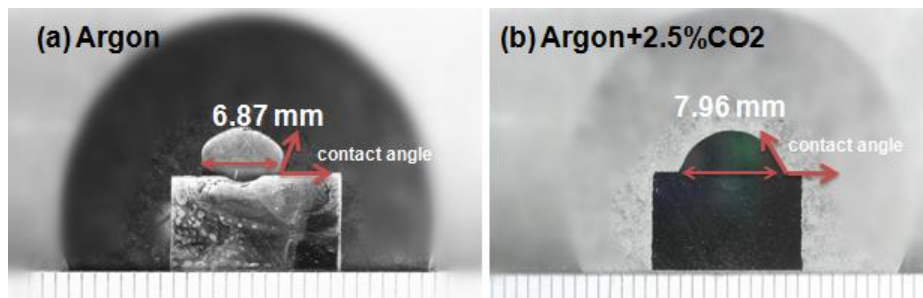 (a) Argon
6.87 mm
contact angle
(b) Argon+2.5%CO2
7.96 mm
contact angle